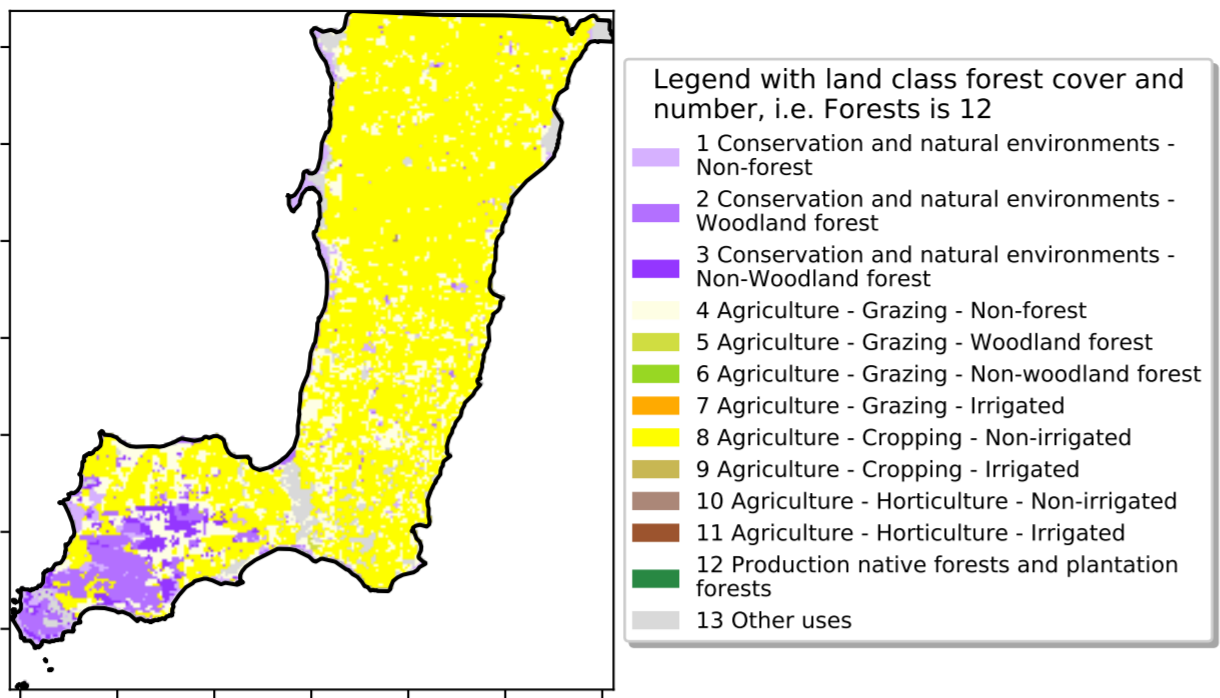 Legend with land class forest cover and
number, i.e. Forests is 12
1 Conservation and natural environments -
Non-forest
2 Conservation and natural environments -
Woodland forest
3 Conservation and natural environments -
Non-Woodland forest
4 Agriculture - Grazing - Non-forest
5 Agriculture - Grazing - Woodland forest
6 Agriculture - Grazing - Non-woodland forest
7 Agriculture - Grazing - Irrigated
8 Agriculture - Cropping - Non-irrigated
9 Agriculture - Cropping - Irrigated
10 Agriculture - Horticulture - Non-irrigated
11 Agriculture - Horticulture - Irrigated
12 Production native forests and plantation
forests
13 Other uses